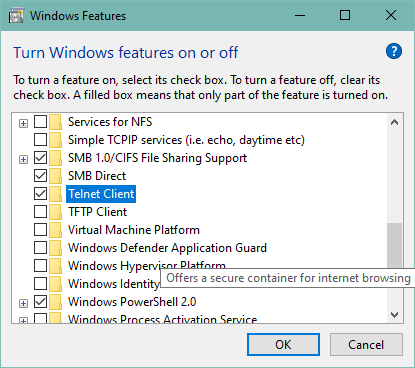 Windows Features
Turn Windows features on or off
To turn a feature on, select its check box. To turn a feature off, clear its
check box. A filled box means that only part of the feature is turned on.
Services for NFS
Simple TCPIP services (i.e. echo, daytime etc)
SMB 1.0/CIFS File Sharing Support
SMB Direct
Telnet Client
TFTP Client
Virtual Machine Platform
Windows Defender Application Guard
Windows Hypervisor Platform
Offers a secure container for internet browsing
Windows Identity
Windows PowerShell 2.0
Windows Process Activation Service
OK
Cancel